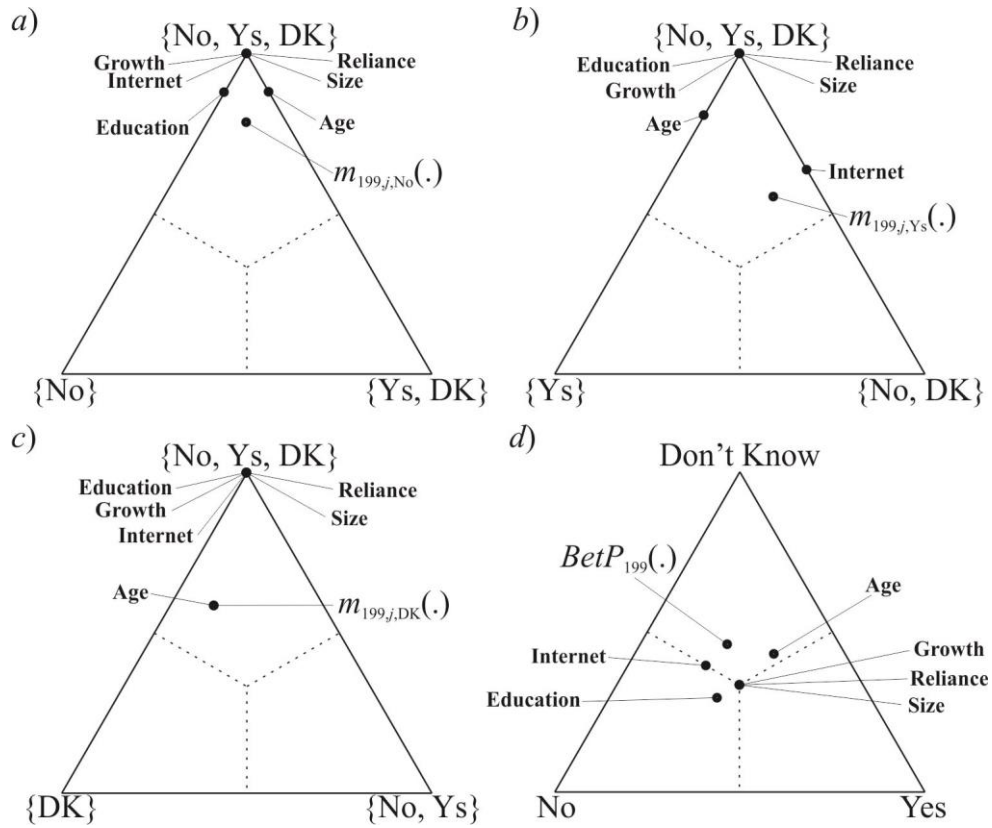 a)
{No, Ys, DK}
Growth
Internet
Reliance
Size
Education
Age
m199,j,No(.)
{No}
{Ys, DK}
b)
{No, Ys, DK}
Education
Growth
Reliance
Size
Age
Internet
m199,j,Ys(.)
{Ys}
{No, DK}
c)
{No, Ys, DK}
Education
Growth
Internet
Reliance
Size
Age
m199,j,DK(.)
{DK}
{No, Ys}
d)
Don't Know
BetP199(.)
Age
Internet
Education
Growth
Reliance
Size
No
Yes